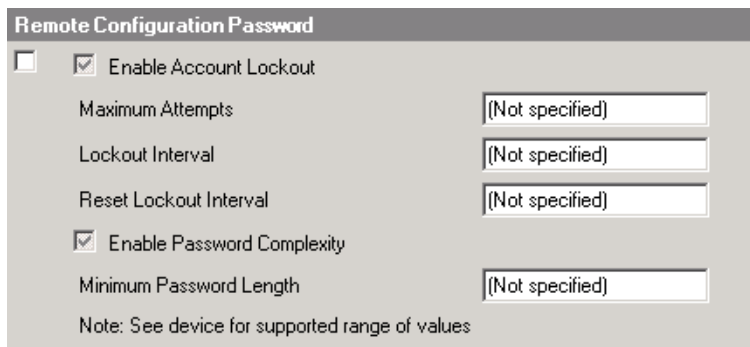 Remote Configuration Password
Enable Account Lockout
Maximum Attempts (Not specified)
Lockout Interval (Not specified)
Reset Lockout Interval (Not specified)
Enable Password Complexity
Minimum Password Length (Not specified)
Note: See device for supported range of values